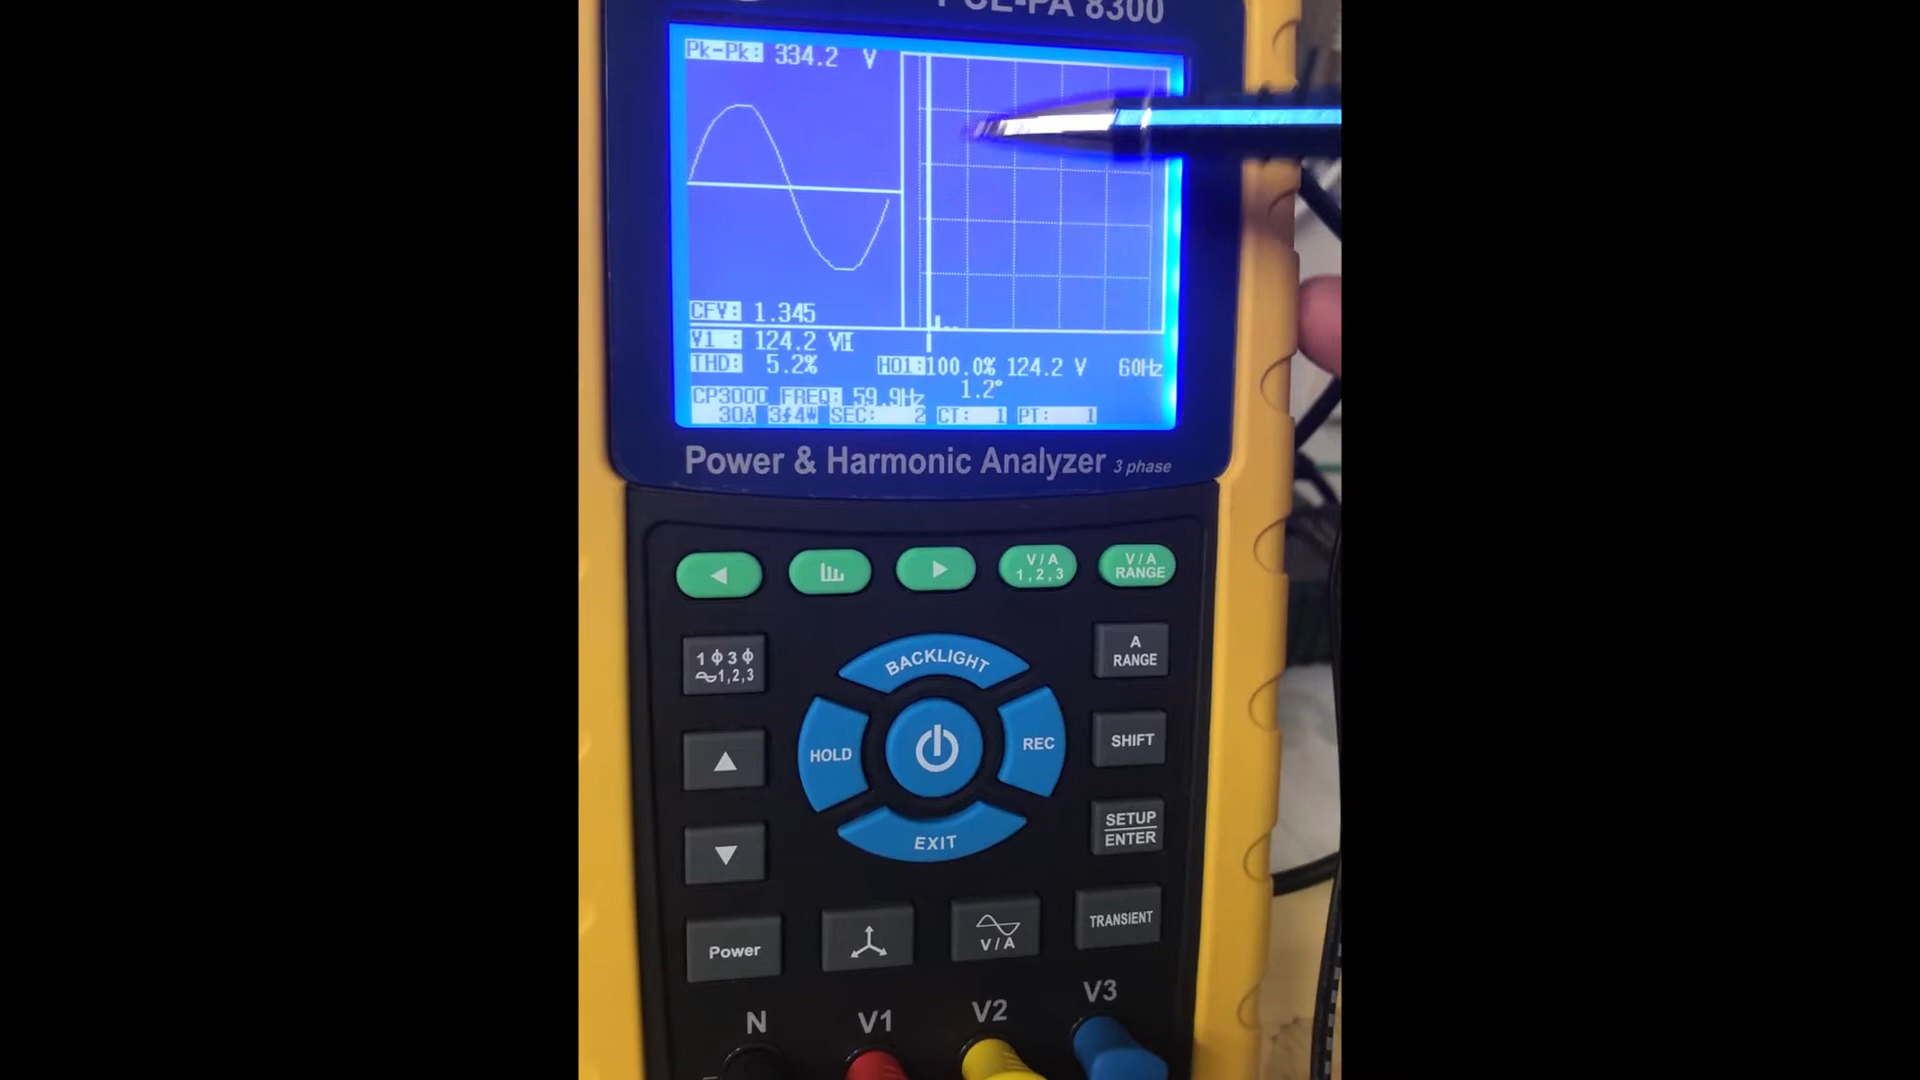 PCE-PA 8300
Pk-Pk: 334.2 V
CFV: 1.345
V1 : 124.2 V
THD: 5.2%
H01:100.0% 124.2 V 60Hz
1.2°
CP3000 FREQ: 59.9Hz
30A 3ϕ4W SEC: 2 CT: 1 PT: 1
Power & Harmonic Analyzer 3 phase
V/A
1,2,3
V/A
RANGE
1ϕ3ϕ
1,2,3
BACKLIGHT
A
RANGE
HOLD
REC
SHIFT
EXIT
SETUP
ENTER
Power
V/A
TRANSIENT
N
V1
V2
V3